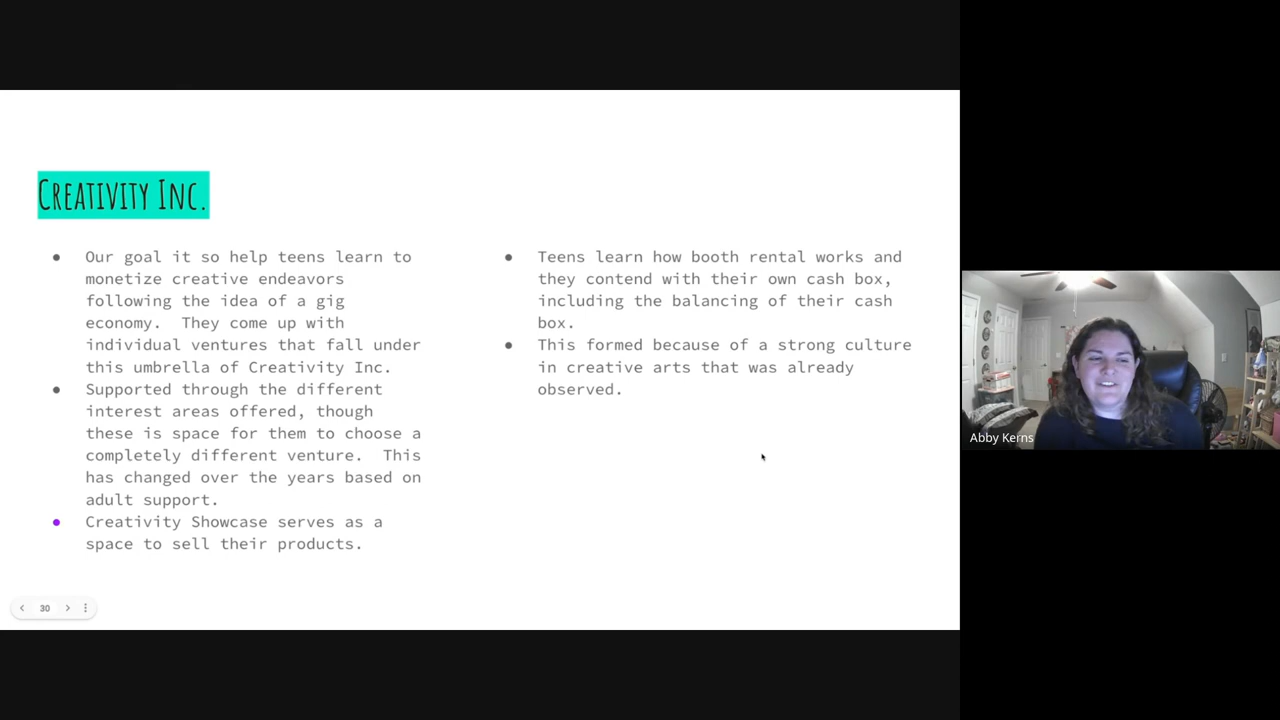 Creativity Inc.
Our goal it so help teens learn to
monetize creative endeavors
following the idea of a gig
economy.  They come up with
individual ventures that fall under
this umbrella of Creativity Inc.
Supported through the different
interest areas offered, though
these is space for them to choose a
completely different venture.  This
has changed over the years based on
adult support.
Creativity Showcase serves as a
space to sell their products.
Teens learn how booth rental works and
they contend with their own cash box,
including the balancing of their cash
box.
This formed because of a strong culture
in creative arts that was already
observed.
30
Abby Kerns